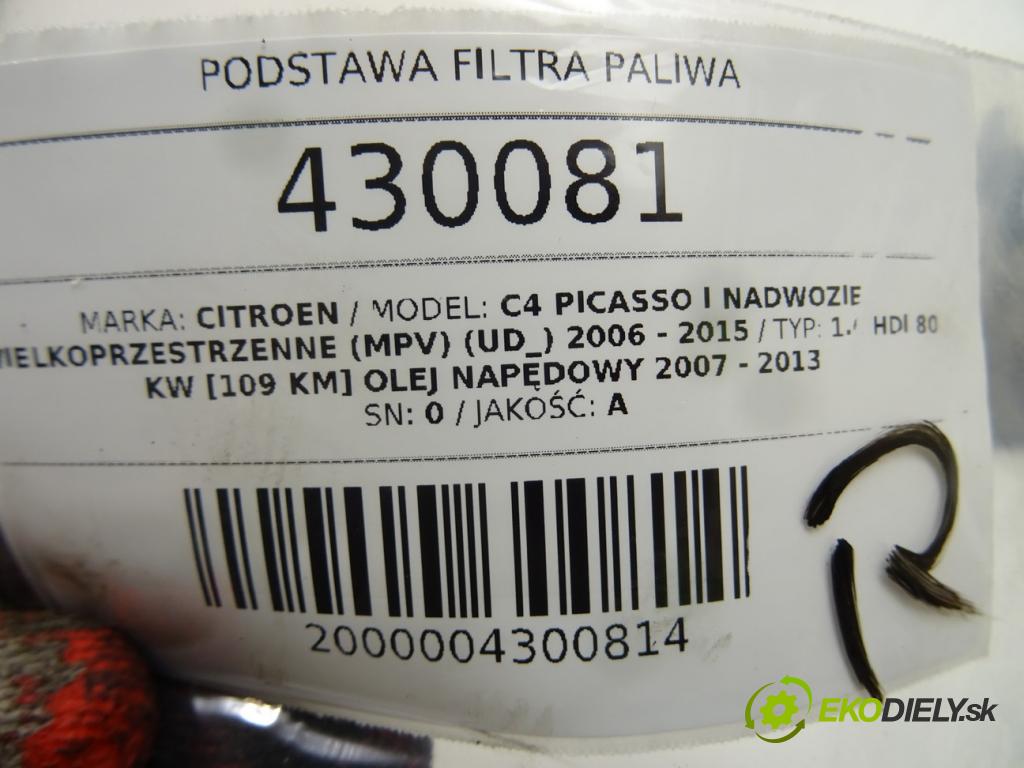 PODSTAWA FILTRA PALIWA
430081
MARKA: CITROEN / MODEL: C4 PICASSO I NADWOZIE
WIELKOPRZESTRZENNE (MPV) (UD_) 2006 - 2015 / TYP: HDI 80
KW [109 KM] OLEJ NAPĘDOWY 2007 - 2013
SN: 0 / JAKOŚĆ: A
2000004300814
R
EKODIELY.sk